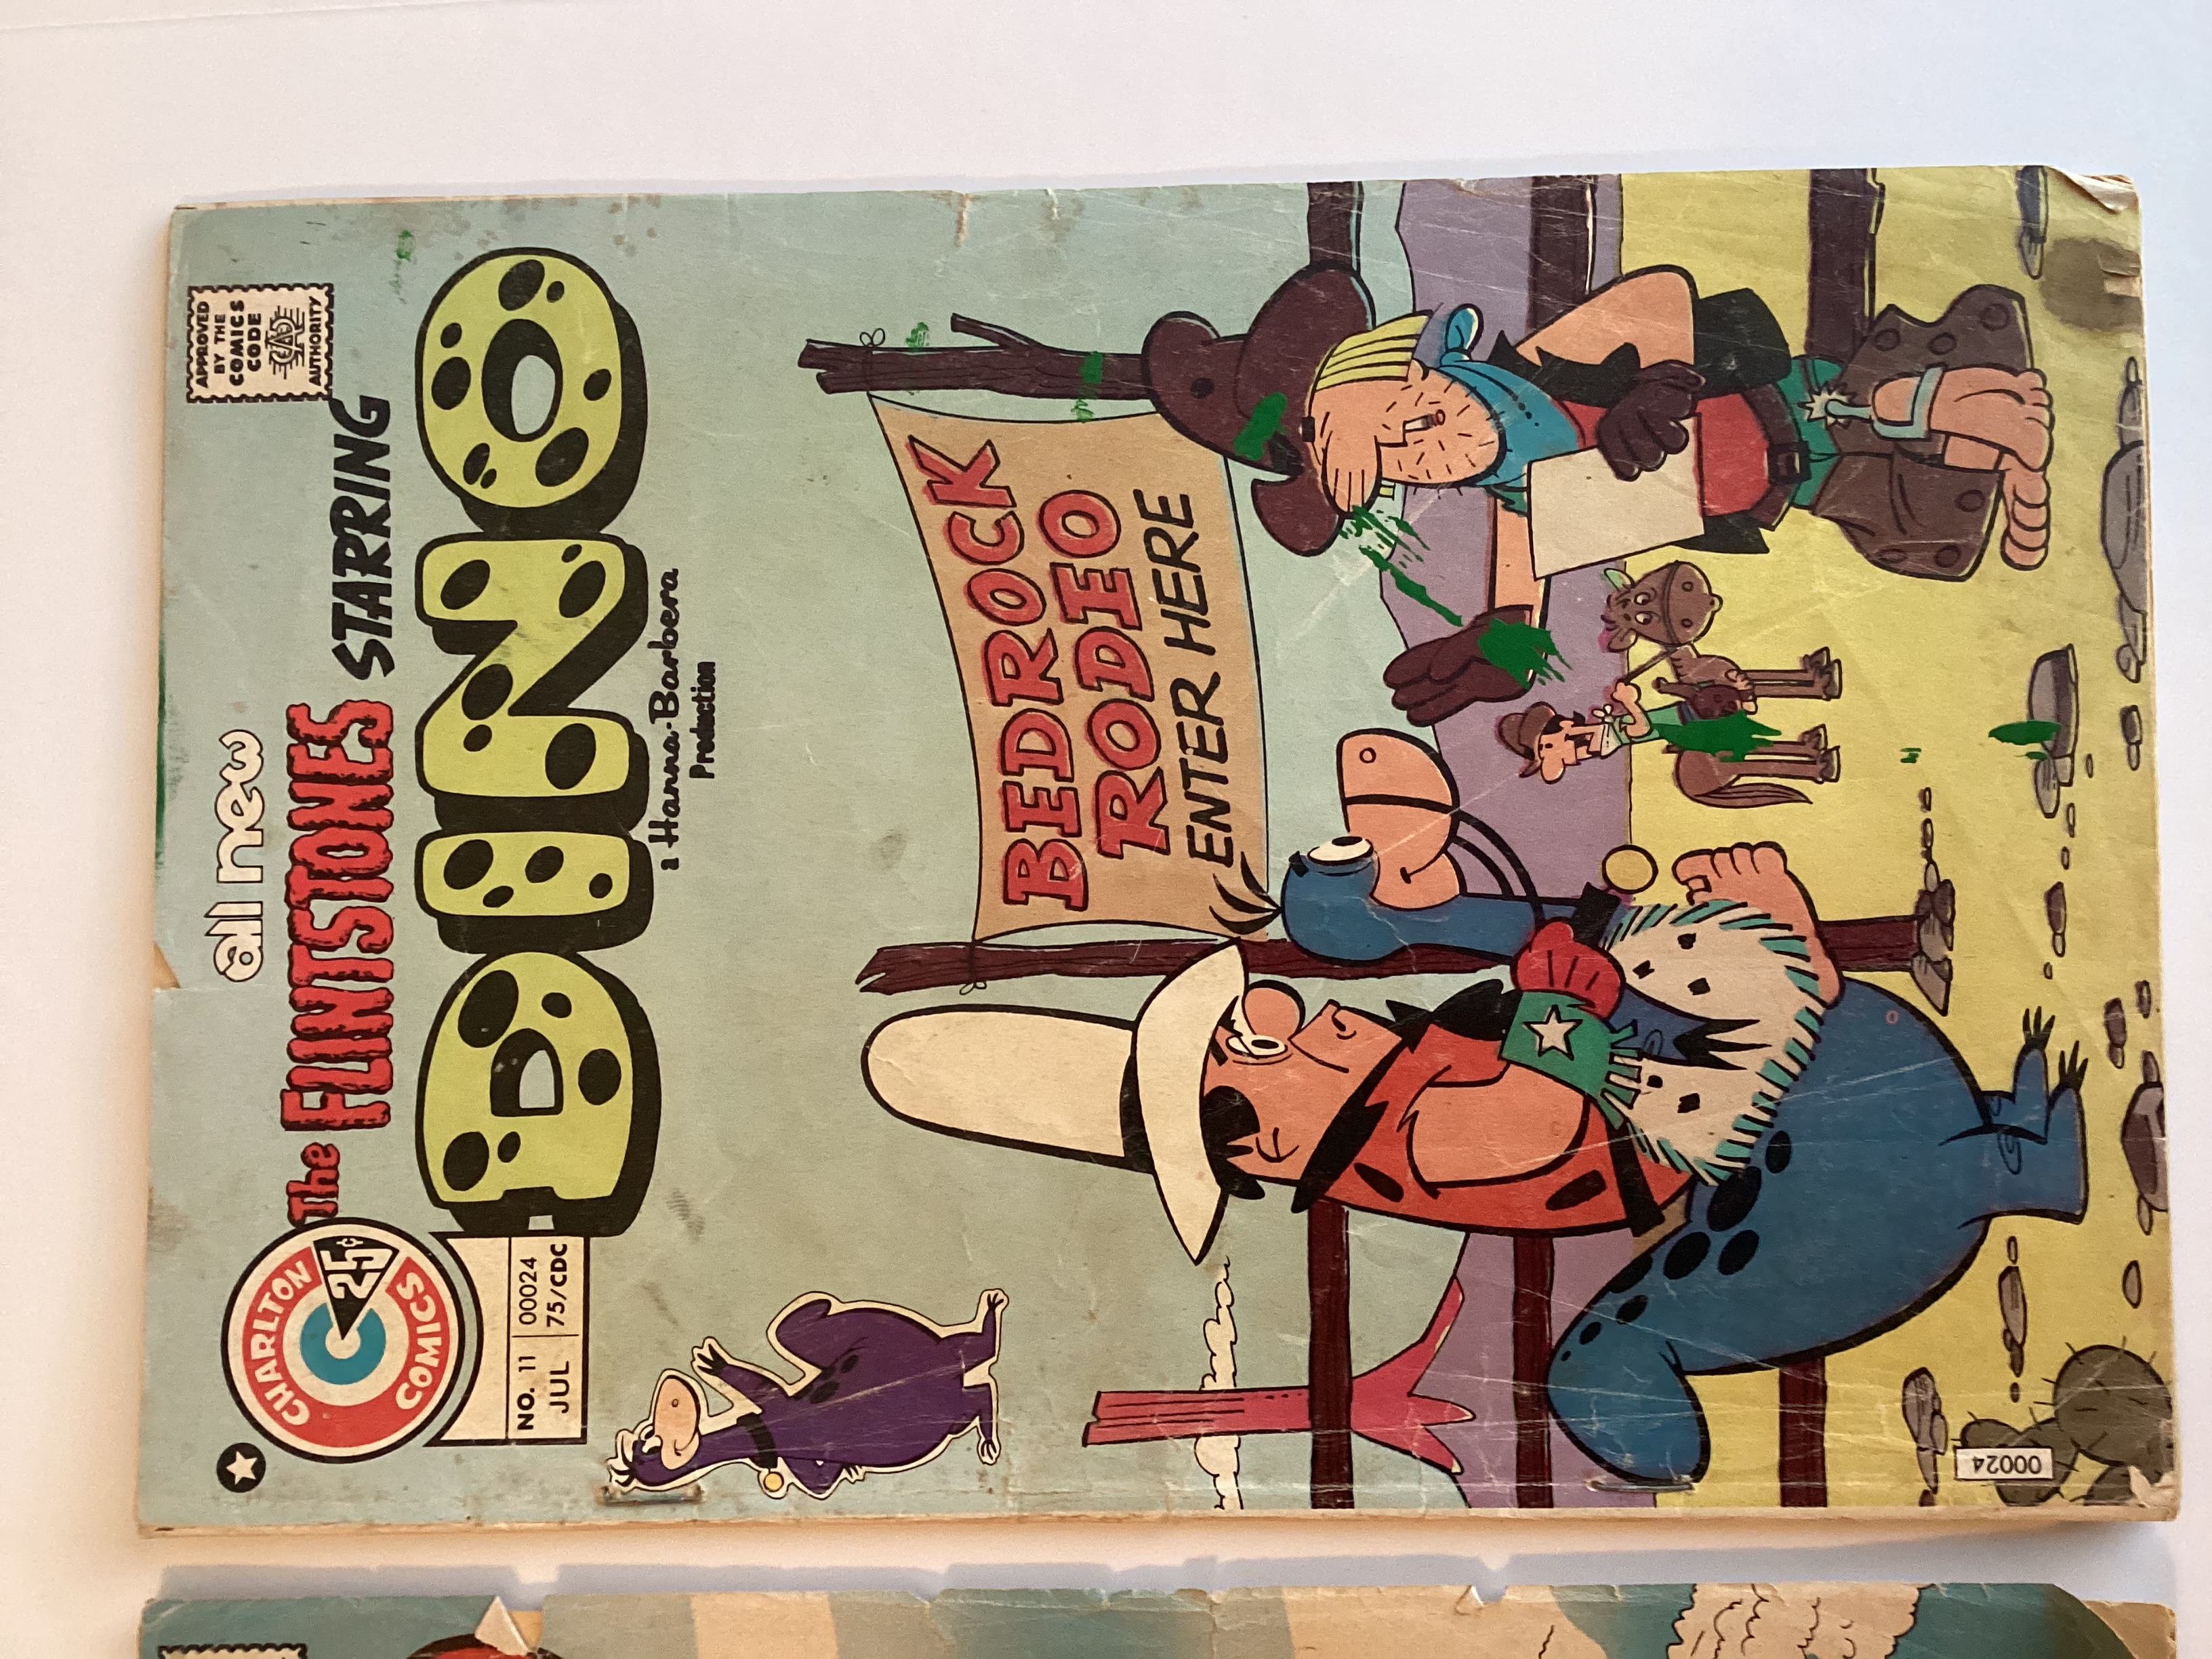 all new
The FLINTSTONES STARRING
DINO
a Hanna-Barbera
Production
APPROVED
BY THE
COMICS
CODE
CA
AUTHORITY
CHARLTON
COMICS
25¢
NO. 11 00024
JUL 75/CDC
BEDROCK
RODEO
ENTER HERE
00024